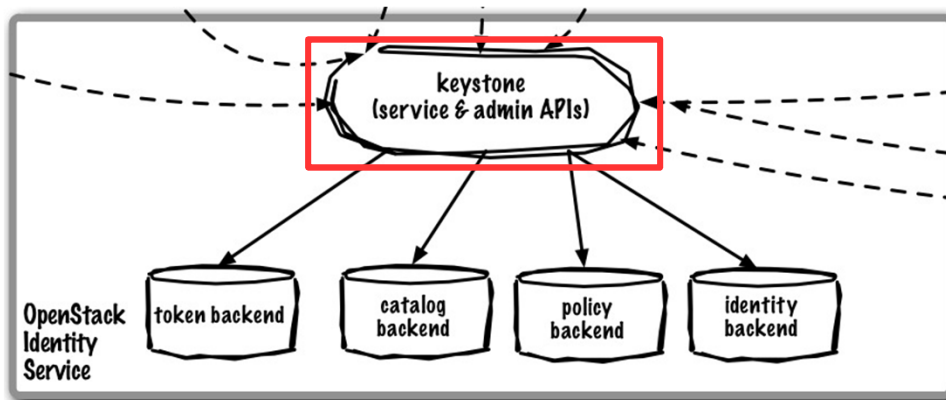 keystone
(service & admin APIs)
token backend
catalog
backend
policy
backend
identity
backend
OpenStack
Identity
Service